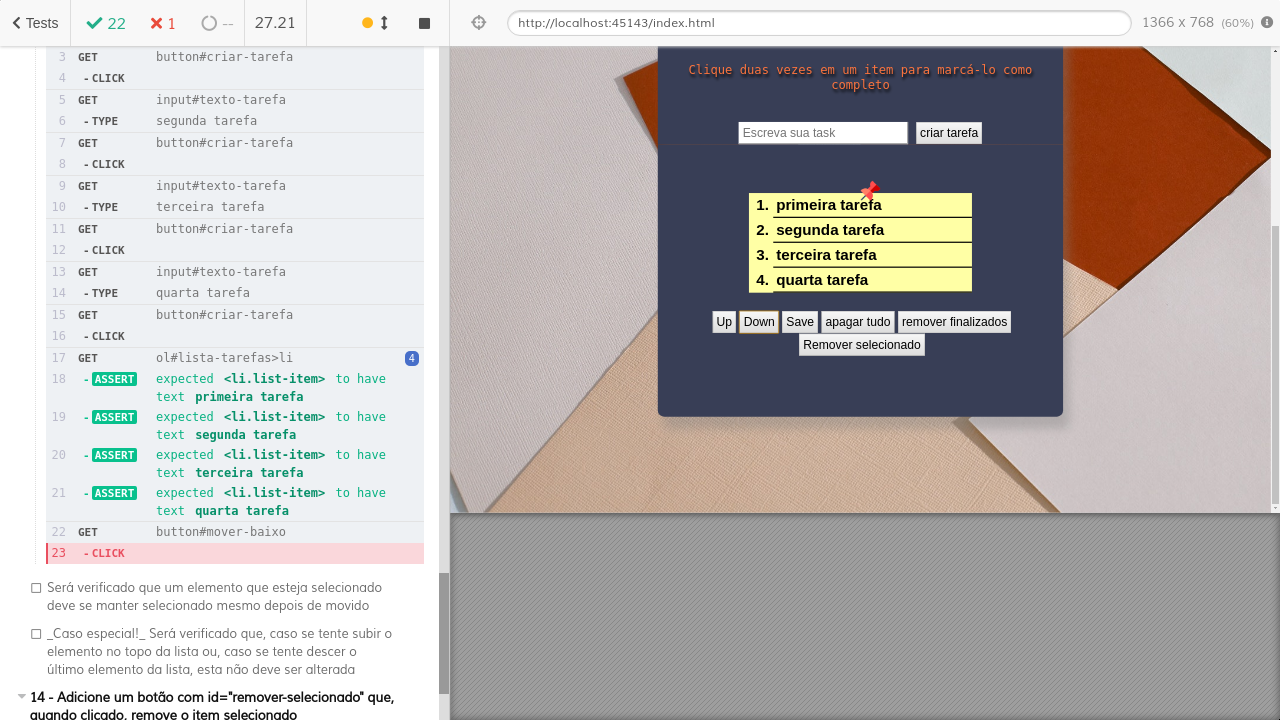 Tests
22
1
--
27.21
http://localhost:45143/index.html
1366 x 768 (60%)
3 GET button#criar-tarefa
4 -CLICK
5 GET input#texto-tarefa
6 -TYPE segunda tarefa
7 GET button#criar-tarefa
8 -CLICK
9 GET input#texto-tarefa
10 -TYPE terceira tarefa
11 GET button#criar-tarefa
12 -CLICK
13 GET input#texto-tarefa
14 -TYPE quarta tarefa
15 GET button#criar-tarefa
16 -CLICK
17 GET ol#lista-tarefas>li 4
18 -ASSERT expected <li.list-item> to have
text primeira tarefa
19 -ASSERT expected <li.list-item> to have
text segunda tarefa
20 -ASSERT expected <li.list-item> to have
text terceira tarefa
21 -ASSERT expected <li.list-item> to have
text quarta tarefa
22 GET button#mover-baixo
23 -CLICK
Será verificado que um elemento que esteja selecionado
deve se manter selecionado mesmo depois de movido
_Caso especial!_ Será verificado que, caso se tente subir o
elemento no topo da lista ou, caso se tente descer o
último elemento da lista, esta não deve ser alterada
14 - Adicione um botão com id="remover-selecionado" que,
quando clicado, remove o item selecionado
Clique duas vezes em um item para marcá-lo como
completo
Escreva sua task
criar tarefa
1. primeira tarefa
2. segunda tarefa
3. terceira tarefa
4. quarta tarefa
Up Down Save apagar tudo remover finalizados
Remover selecionado